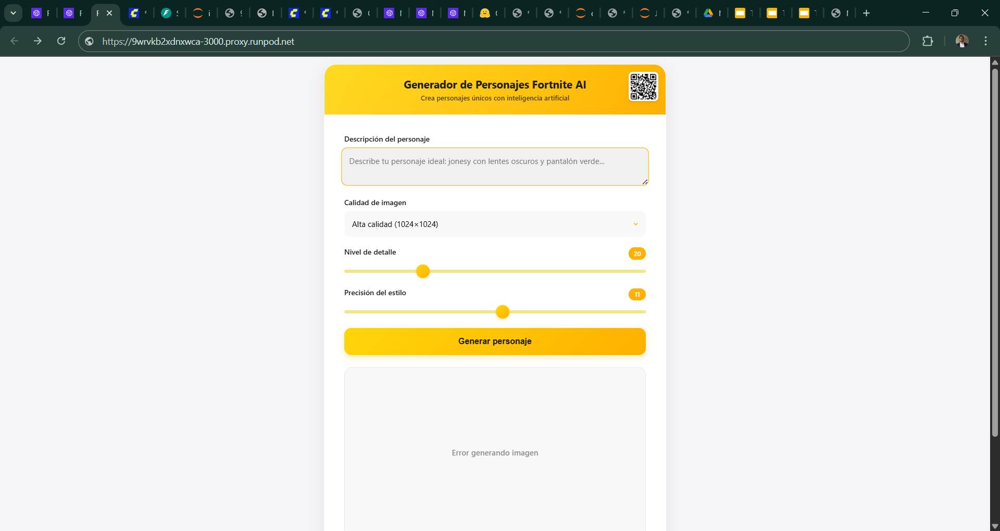 https://9wrvkb2xdnxwca-3000.proxy.runpod.net
Generador de Personajes Fortnite AI
Crea personajes únicos con inteligencia artificial
Descripción del personaje
Describe tu personaje ideal: jonesy con lentes oscuros y pantalón verde...
Calidad de imagen
Alta calidad (1024×1024)
Nivel de detalle
20
Precisión del estilo
11
Generar personaje
Error generando imagen